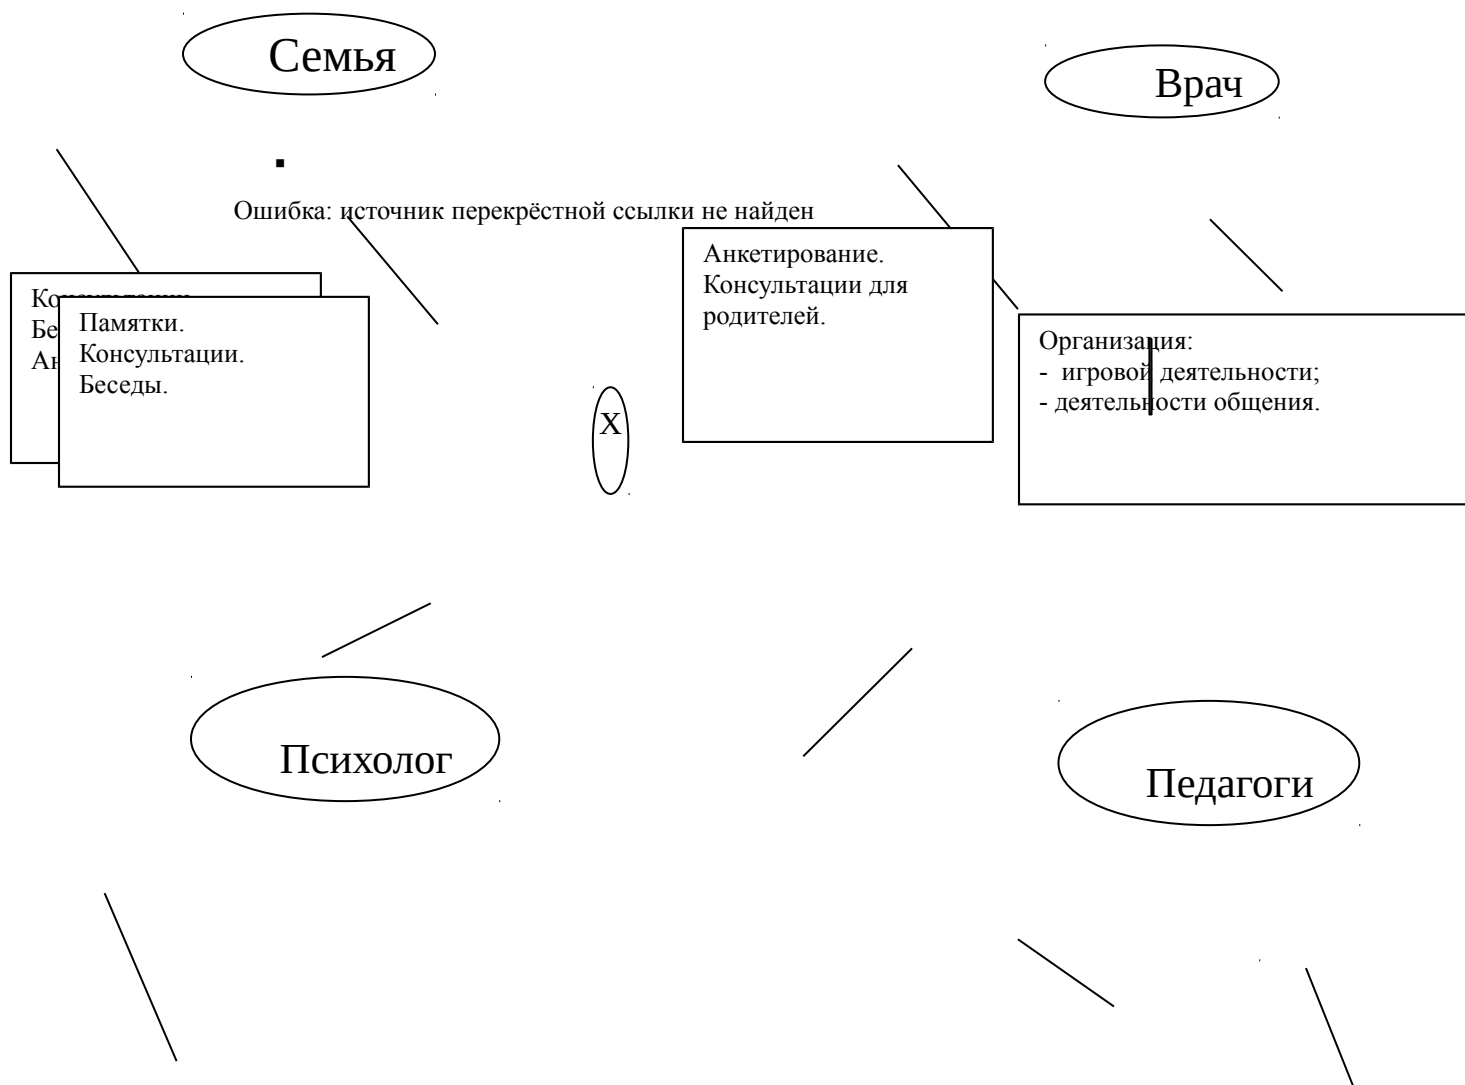 Семья
Врач
Ошибка: источник перекрёстной ссылки не найден
Анкетирование.
Консультации для
родителей.
Памятки.
Консультации.
Беседы.
Организация:
- игровой деятельности;
- деятельности общения.
Х
Психолог
Педагоги